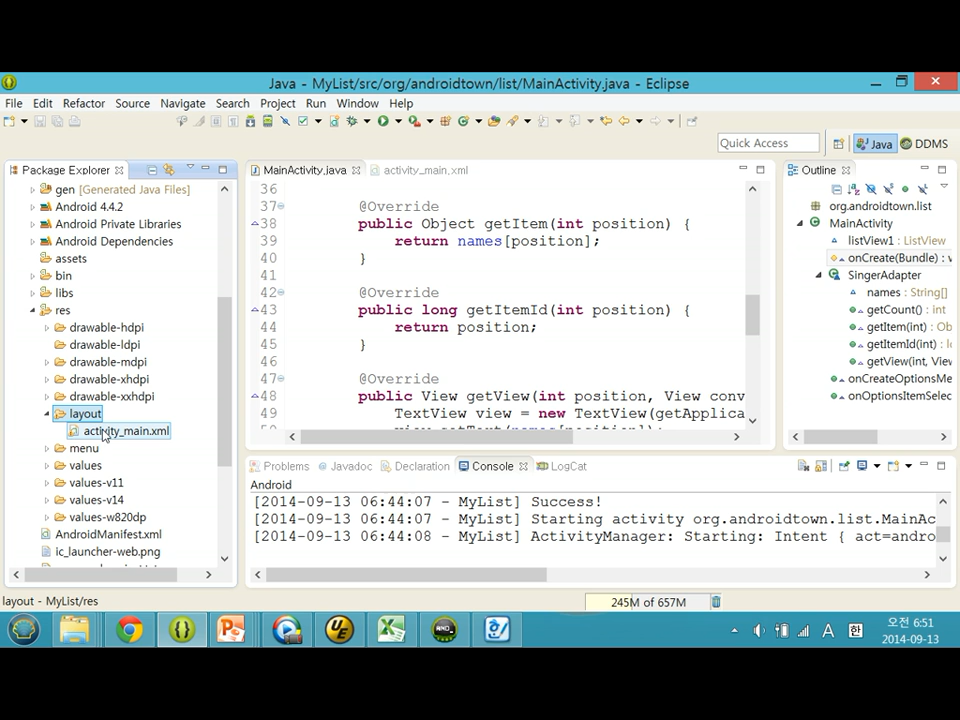 Java - MyList/src/org/androidtown/list/MainActivity.java - Eclipse
File Edit Refactor Source Navigate Search Project Run Window Help
Quick Access
Java
DDMS
Package Explorer
gen [Generated Java Files]
Android 4.4.2
Android Private Libraries
Android Dependencies
assets
bin
libs
res
drawable-hdpi
drawable-ldpi
drawable-mdpi
drawable-xhdpi
drawable-xxhdpi
layout
activity_main.xml
menu
values
values-v11
values-v14
values-w820dp
AndroidManifest.xml
ic_launcher-web.png
MainActivity.java
activity_main.xml
36
37 @Override
38 public Object getItem(int position) {
39 return names[position];
40 }
41
42 @Override
43 public long getItemId(int position) {
44 return position;
45 }
46
47 @Override
48 public View getView(int position, View conv
49 TextView view = new TextView(getApplica
Outline
org.androidtown.list
MainActivity
listView1 : ListView
onCreate(Bundle) : v
SingerAdapter
names : String[]
getCount() : int
getItem(int) : Ob
getItemId(int) : lo
getView(int, View
onCreateOptionsMe
onOptionsItemSelec
Problems Javadoc Declaration Console LogCat
Android
[2014-09-13 06:44:07 - MyList] Success!
[2014-09-13 06:44:07 - MyList] Starting activity org.androidtown.list.MainAc
[2014-09-13 06:44:08 - MyList] ActivityManager: Starting: Intent { act=andro
layout - MyList/res
245M of 657M
A
한
오전 6:51
2014-09-13